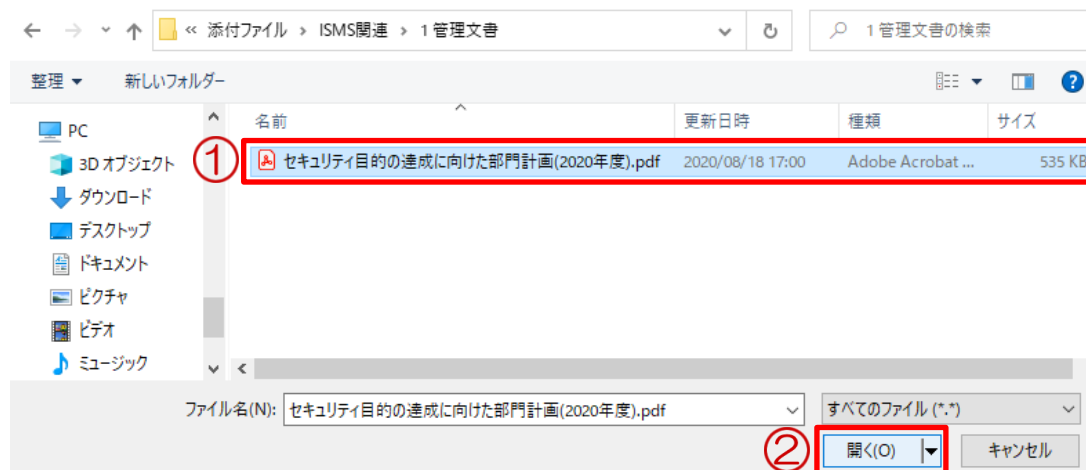 « 添付ファイル › ISMS関連 › 1 管理文書
1 管理文書の検索
整理 新しいフォルダー
?
名前 更新日時 種類 サイズ
PC
①
セキュリティ目的の達成に向けた部門計画(2020年度).pdf 2020/08/18 17:00 Adobe Acrobat ... 535 KB
3D オブジェクト
ダウンロード
デスクトップ
ドキュメント
ピクチャ
ビデオ
ミュージック
ファイル名(N): セキュリティ目的の達成に向けた部門計画(2020年度).pdf すべてのファイル (*.*)
② 開く(O) キャンセル